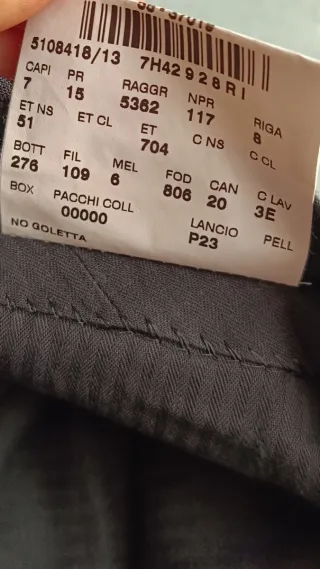 5108418/13 7H42928RI
CAPI PR RAGGR NPR RIGA
7 15 5362 117 8
ET NS ET CL ET C NS C CL
51 704
BOTT FIL MEL FOD CAN C LAV
276 109 6 806 20 3E
BOX PACCHI COLL LANCIO PELL
00000 P23
NO GOLETTA